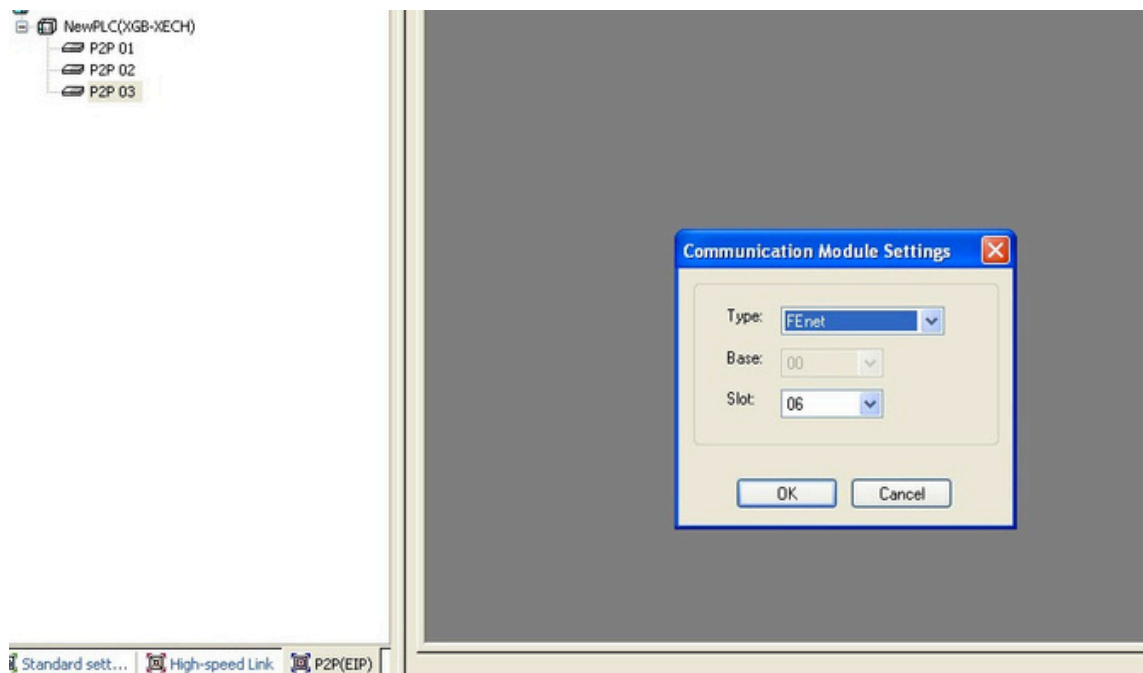 NewPLC(XGB-XECH)
P2P 01
P2P 02
P2P 03
Communication Module Settings
Type: FEnet
Base: 00
Slot: 06
OK Cancel
Standard sett... High-speed Link P2P(EIP)